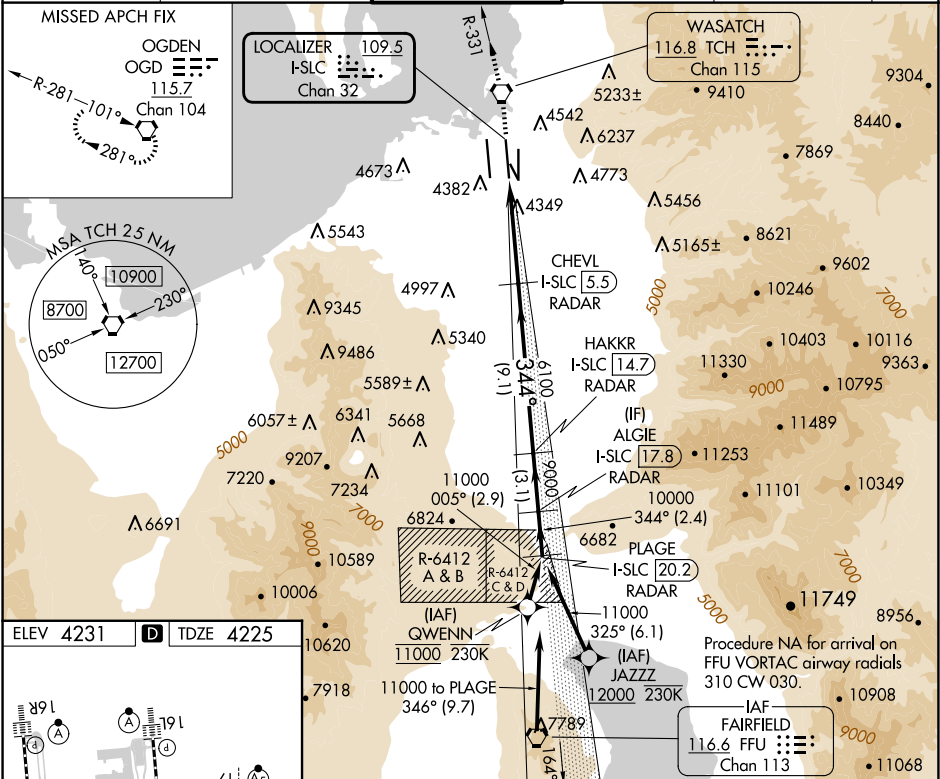 MISSED APCH FIX
OGDEN
OGD
115.7
Chan 104
R-281
101°
281°
LOCALIZER 109.5
I-SLC
Chan 32
R-331
WASATCH
116.8 TCH
Chan 115
5233±
9410
9304
4542
6237
8440
7869
4673
4382
4773
4349
5456
5543
5165±
8621
MSA TCH 25 NM
140°
10900
8700
230°
050°
12700
CHEVL
I-SLC 5.5
RADAR
9602
4997
5000
10246
7000
9345
5340
HAKKR
I-SLC 14.7
RADAR
10403
10116
9486
344°
(9.1)
6100
11330
9363
5589±
9000
10795
6057±
6341
5668
(IF)
ALGIE
I-SLC 17.8
RADAR
11489
5000
9207
11253
7220
7234
11000
005° (2.9)
(3.1)
9000
10000
344° (2.4)
11101
10349
7000
6691
6824
6682
9000
10589
R-6412
A & B
R-6412
C & D
PLAGE
I-SLC 20.2
RADAR
7000
10006
(IAF)
QWENN
11000 230K
11000
325° (6.1)
5000
11749
8956
ELEV 4231
D
TDZE 4225
10620
(IAF)
JAZZZ
12000 230K
Procedure NA for arrival on
FFU VORTAC airway radials
310 CW 030.
7918
11000 to PLAGE
346° (9.7)
10908
16R
A
P
A
16L
P
7789
IAF
FAIRFIELD
116.6 FFU
Chan 113
9000
164°
11068
17
A5